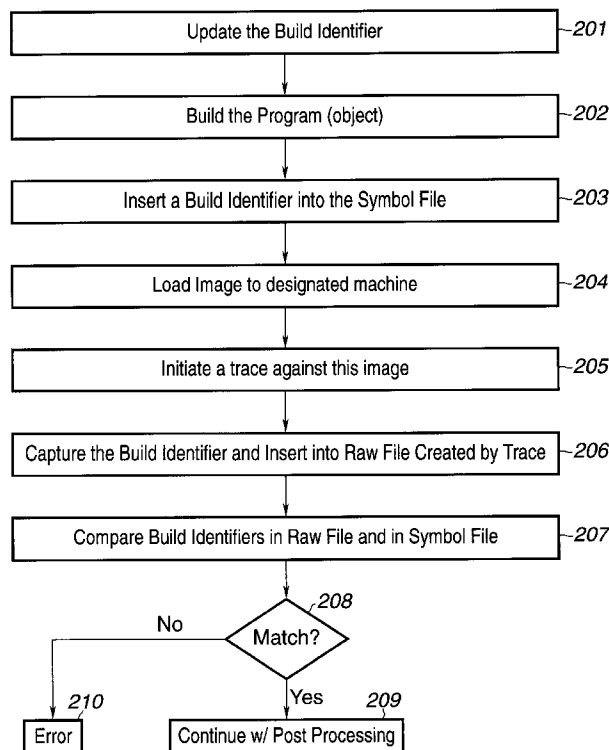 Update the Build Identifier 201
Build the Program (object) 202
Insert a Build Identifier into the Symbol File 203
Load Image to designated machine 204
Initiate a trace against this image 205
Capture the Build Identifier and Insert into Raw File Created by Trace 206
Compare Build Identifiers in Raw File and in Symbol File 207
208
No Match?
Yes
210 209
Error Continue w/ Post Processing